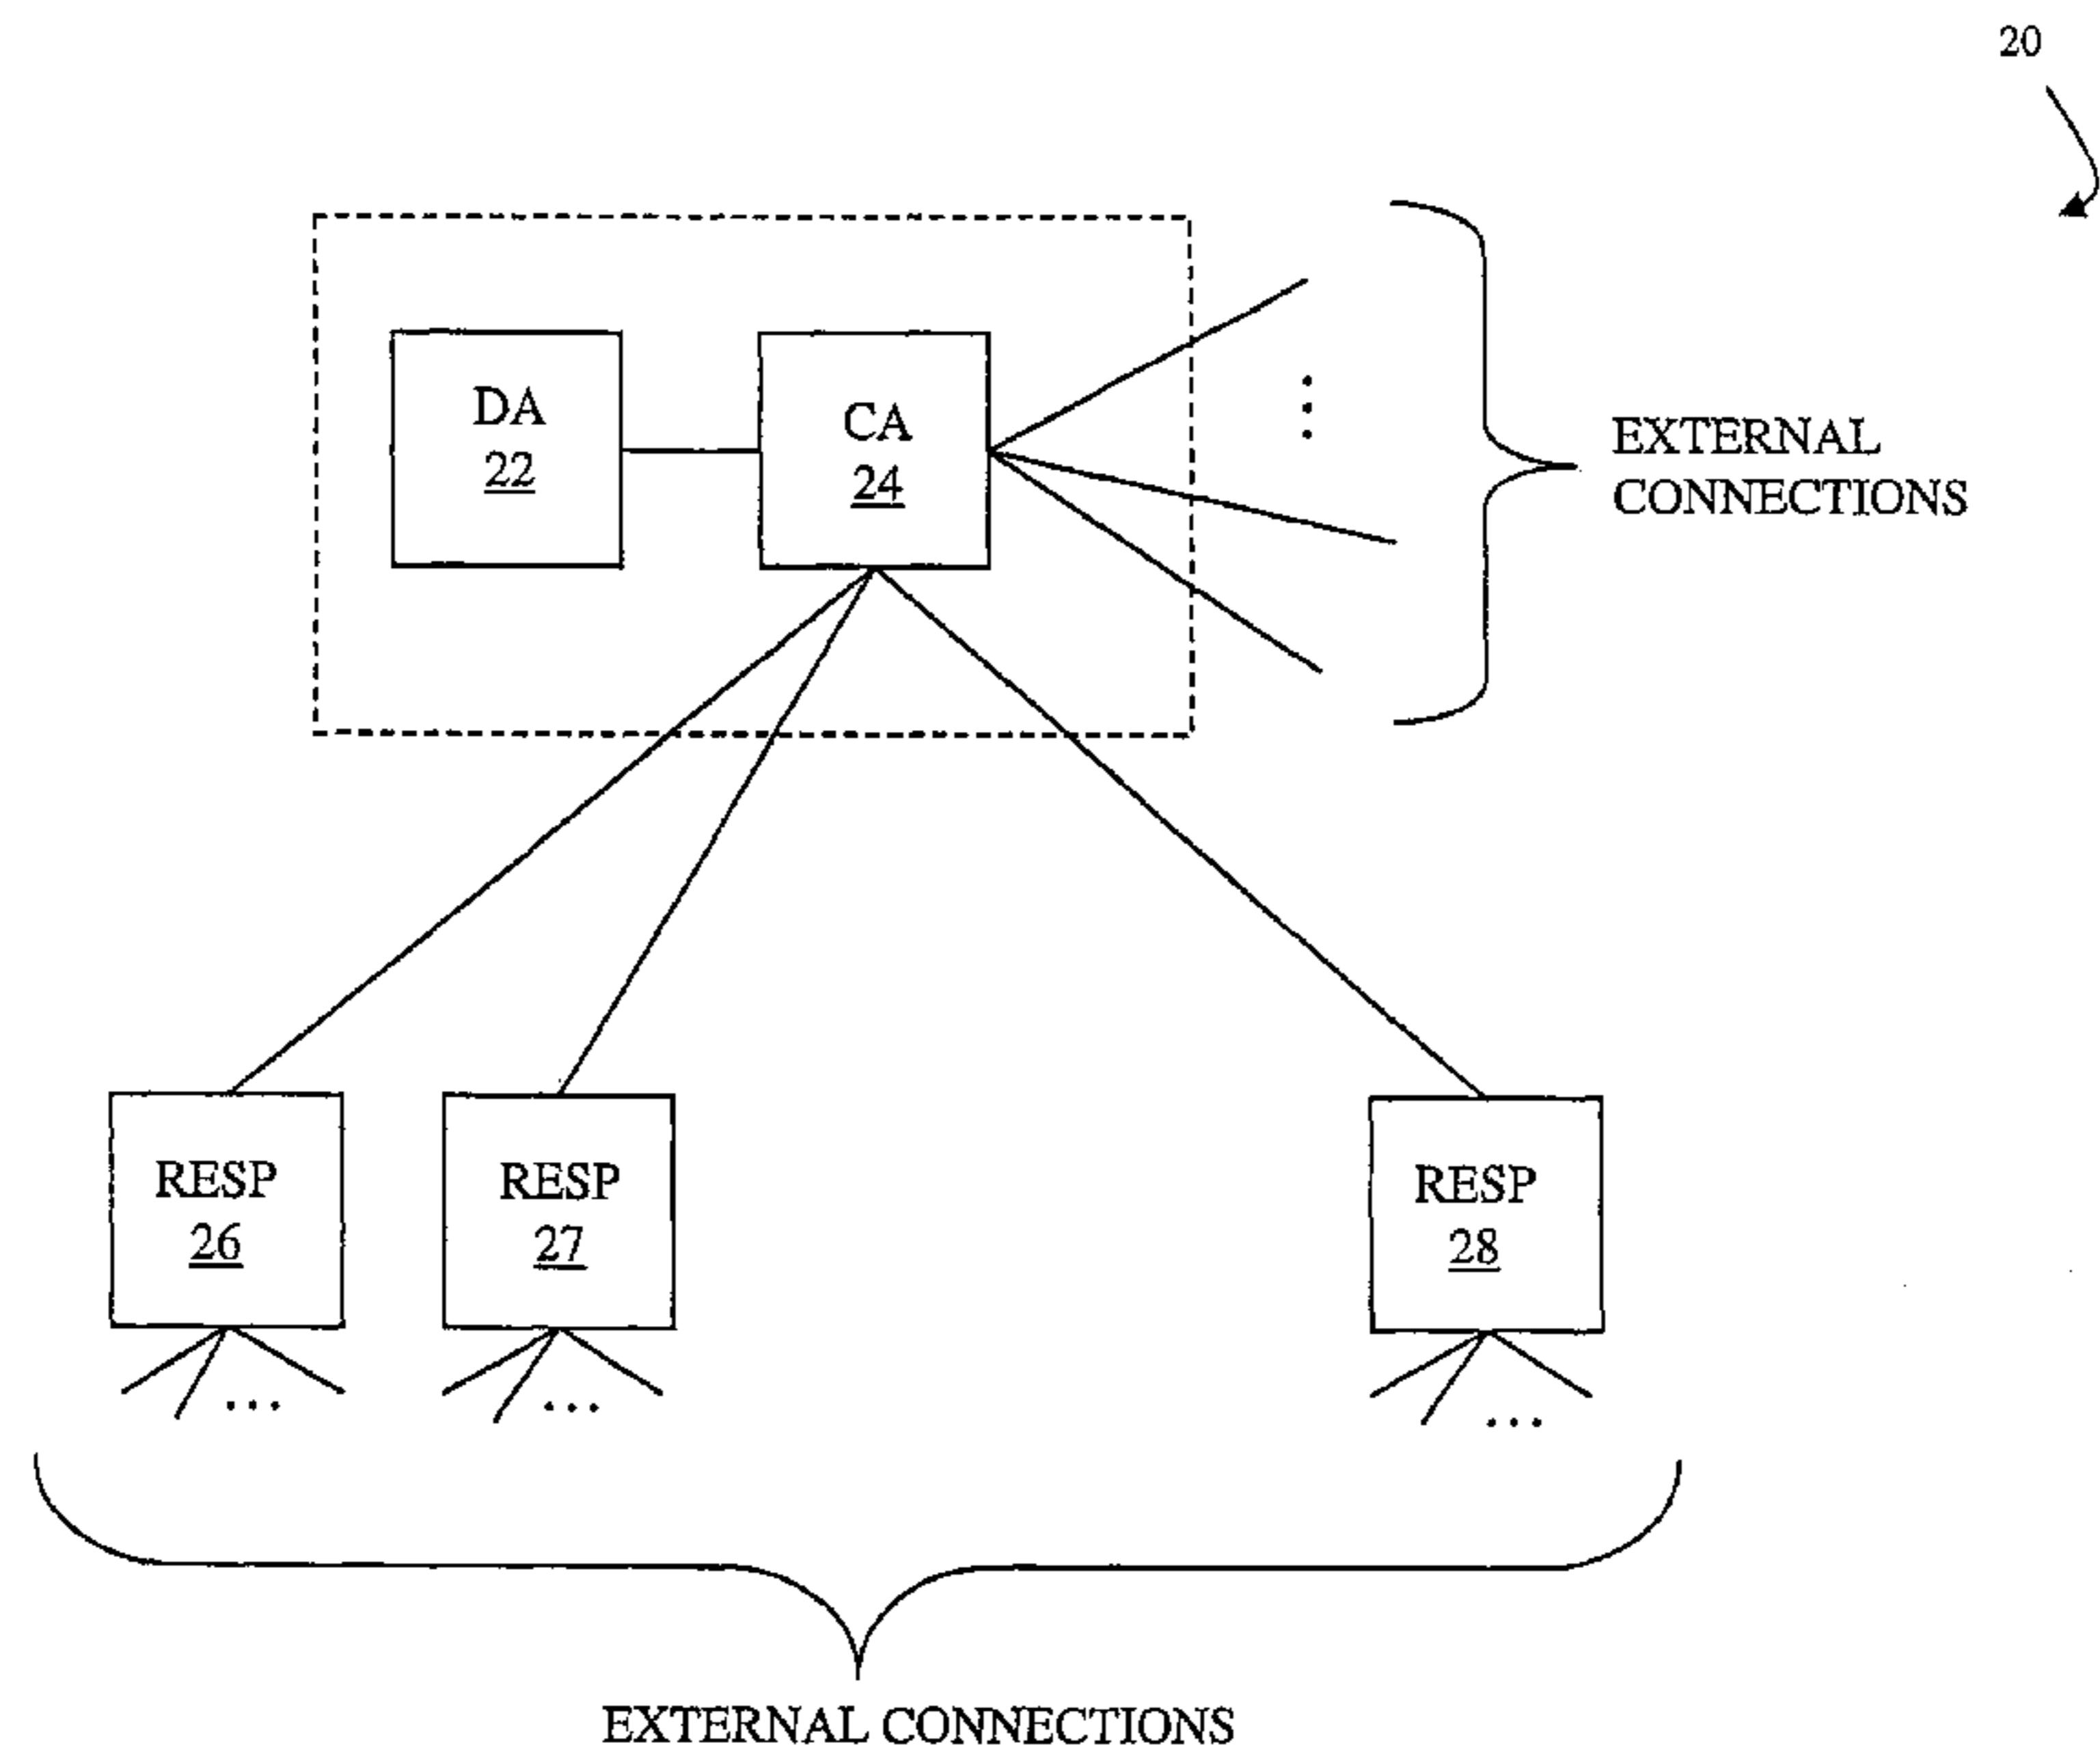 20
DA
22
CA
24
EXTERNAL
CONNECTIONS
RESP
26
RESP
27
RESP
28
EXTERNAL CONNECTIONS